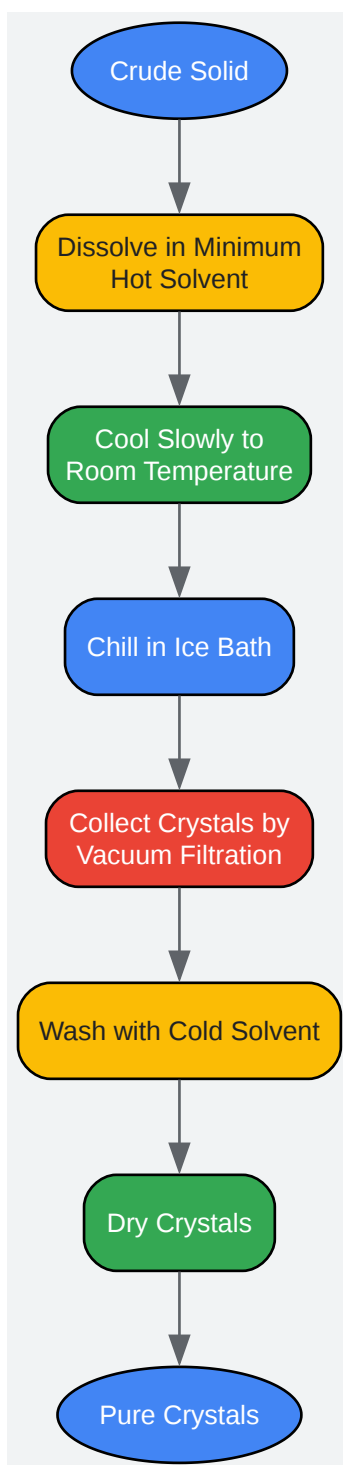 Crude Solid
Dissolve in Minimum
Hot Solvent
Cool Slowly to
Room Temperature
Chill in Ice Bath
Collect Crystals by
Vacuum Filtration
Wash with Cold Solvent
Dry Crystals
Pure Crystals